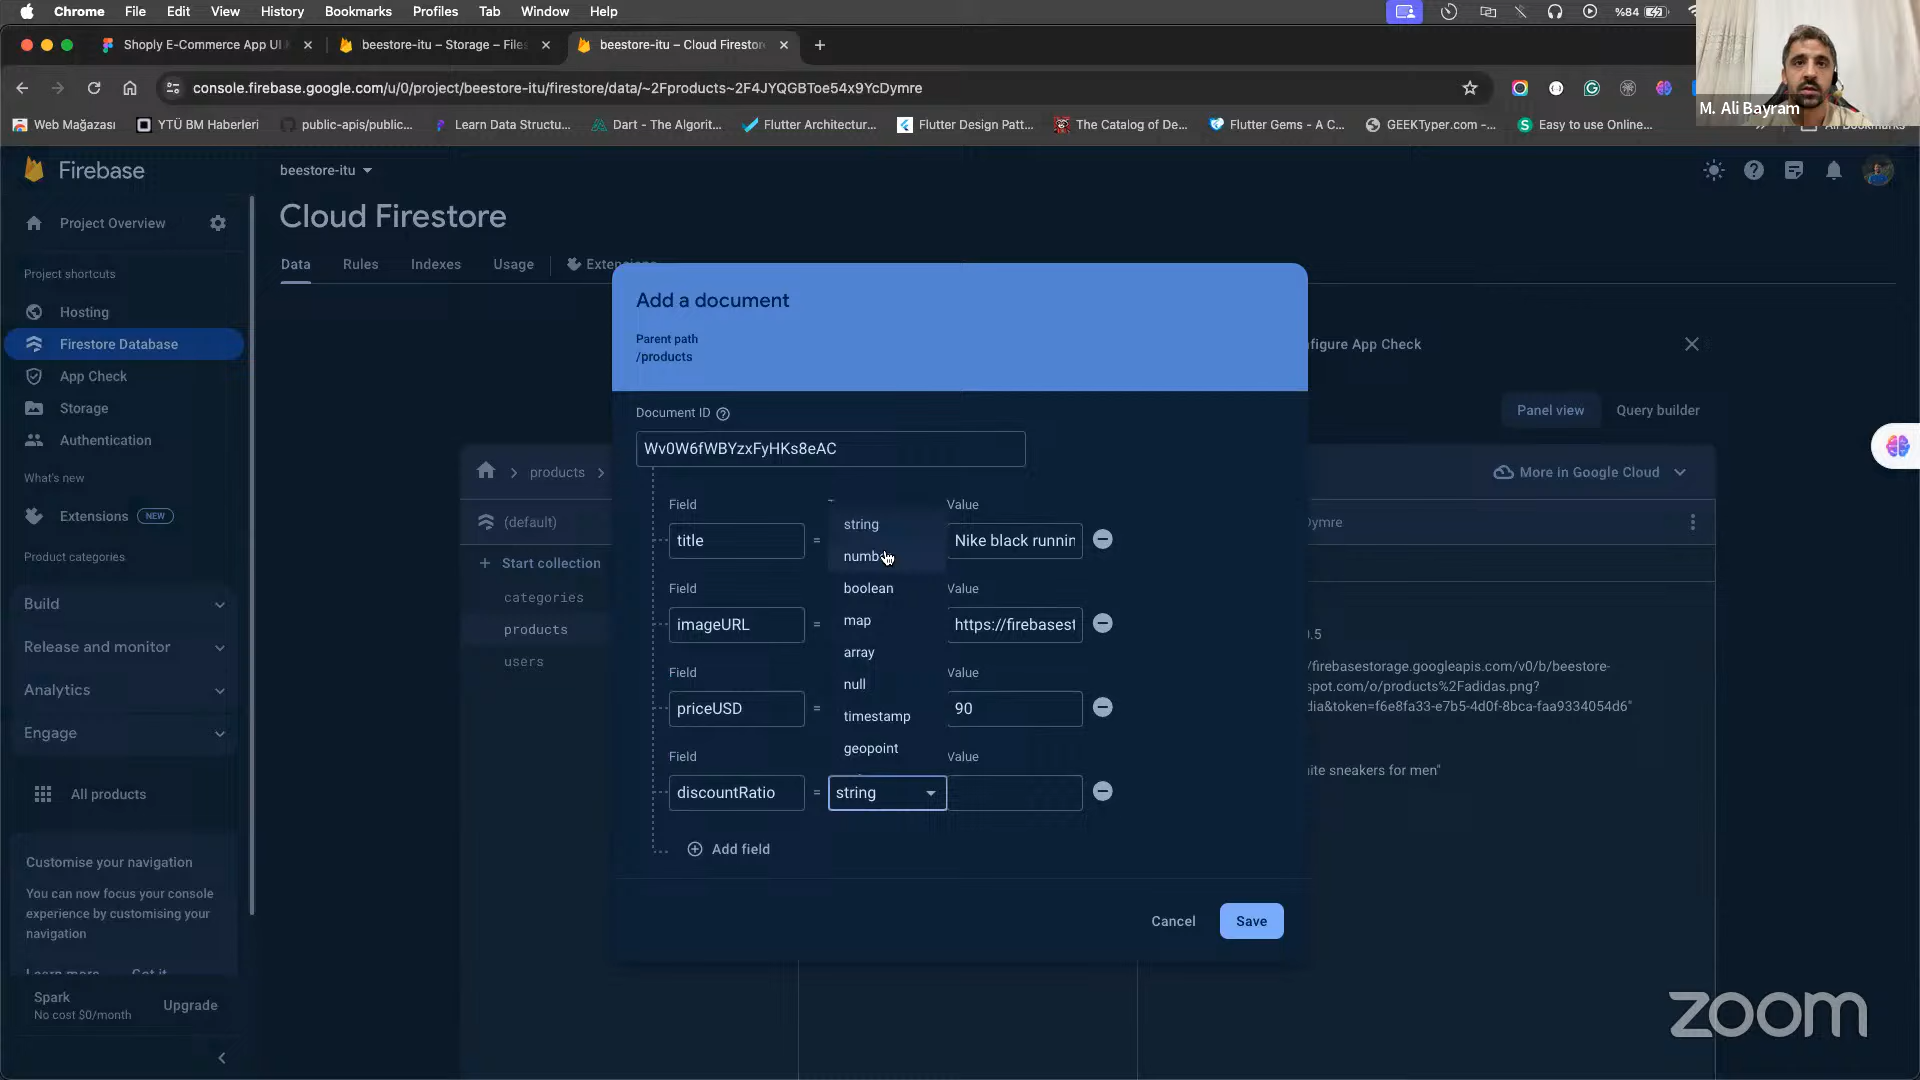 Chrome File Edit View History Bookmarks Profiles Tab Window Help %84
Shoply E-Commerce App UI
beestore-itu – Storage – Files
beestore-itu – Cloud Firestore
console.firebase.google.com/u/0/project/beestore-itu/firestore/data/~2Fproducts~2F4JYQGBToe54x9YcDymre
Web Mağazası YTÜ BM Haberleri public-apis/public... Learn Data Structu... Dart - The Algorit... Flutter Architectur... Flutter Design Patt... The Catalog of De... Flutter Gems - A C... GEEKTyper.com -... Easy to use Online... All Bookmarks
M. Ali Bayram
Firebase
beestore-itu
Cloud Firestore
Project Overview
Data Rules Indexes Usage Extensions
Project shortcuts
Hosting
Firestore Database
App Check
Storage
Authentication
What's new
Extensions NEW
Product categories
Build
Release and monitor
Analytics
Engage
All products
Customise your navigation
You can now focus your console
experience by customising your
navigation
Learn more Got it
Spark
No cost $0/month
Upgrade
figure App Check
Panel view Query builder
products
More in Google Cloud
(default)
Dymre
Start collection
categories
products
users
.5
/firebasestorage.googleapis.com/v0/b/beestore-
spot.com/o/products%2Fadidas.png?
dia&token=f6e8fa33-e7b5-4d0f-8bca-faa9334054d6"
ite sneakers for men"
Add a document
Parent path
/products
Document ID
Wv0W6fWBYzxFyHKs8eAC
Field Value
title = Nike black runnin
Field Value
imageURL = https://firebasest
Field Value
priceUSD = 90
Field Value
discountRatio = string
string
numb
boolean
map
array
null
timestamp
geopoint
Add field
Cancel Save
zoom